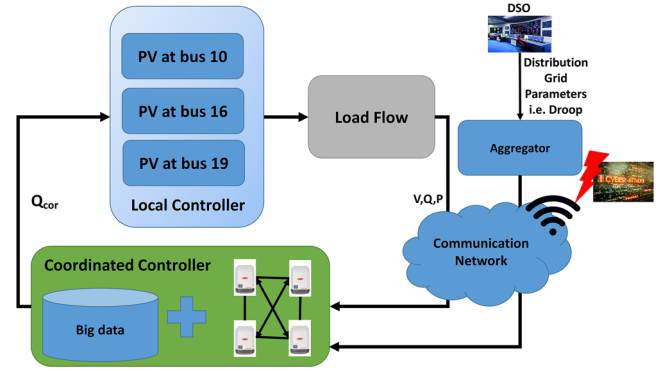 DSO
Distribution
Grid
Parameters
i.e. Droop
PV at bus 10
PV at bus 16
PV at bus 19
Local Controller
Load Flow
Aggregator
Qcor
V,Q,P
Communication
Network
Coordinated Controller
Big data